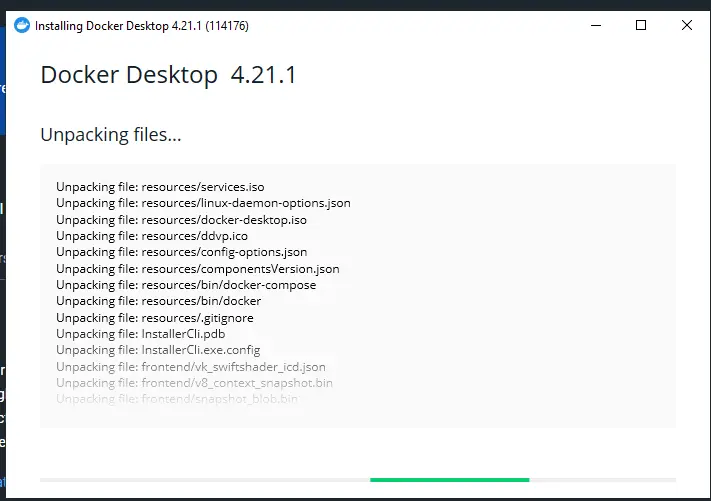 Installing Docker Desktop 4.21.1 (114176)
Docker Desktop 4.21.1
Unpacking files...
Unpacking file: resources/services.iso
Unpacking file: resources/linux-daemon-options.json
Unpacking file: resources/docker-desktop.iso
Unpacking file: resources/ddvp.ico
Unpacking file: resources/config-options.json
Unpacking file: resources/componentsVersion.json
Unpacking file: resources/bin/docker-compose
Unpacking file: resources/bin/docker
Unpacking file: resources/.gitignore
Unpacking file: InstallerCli.pdb
Unpacking file: InstallerCli.exe.config
Unpacking file: frontend/vk_swiftshader_icd.json
Unpacking file: frontend/v8_context_snapshot.bin
Unpacking file: frontend/snapshot_blob.bin